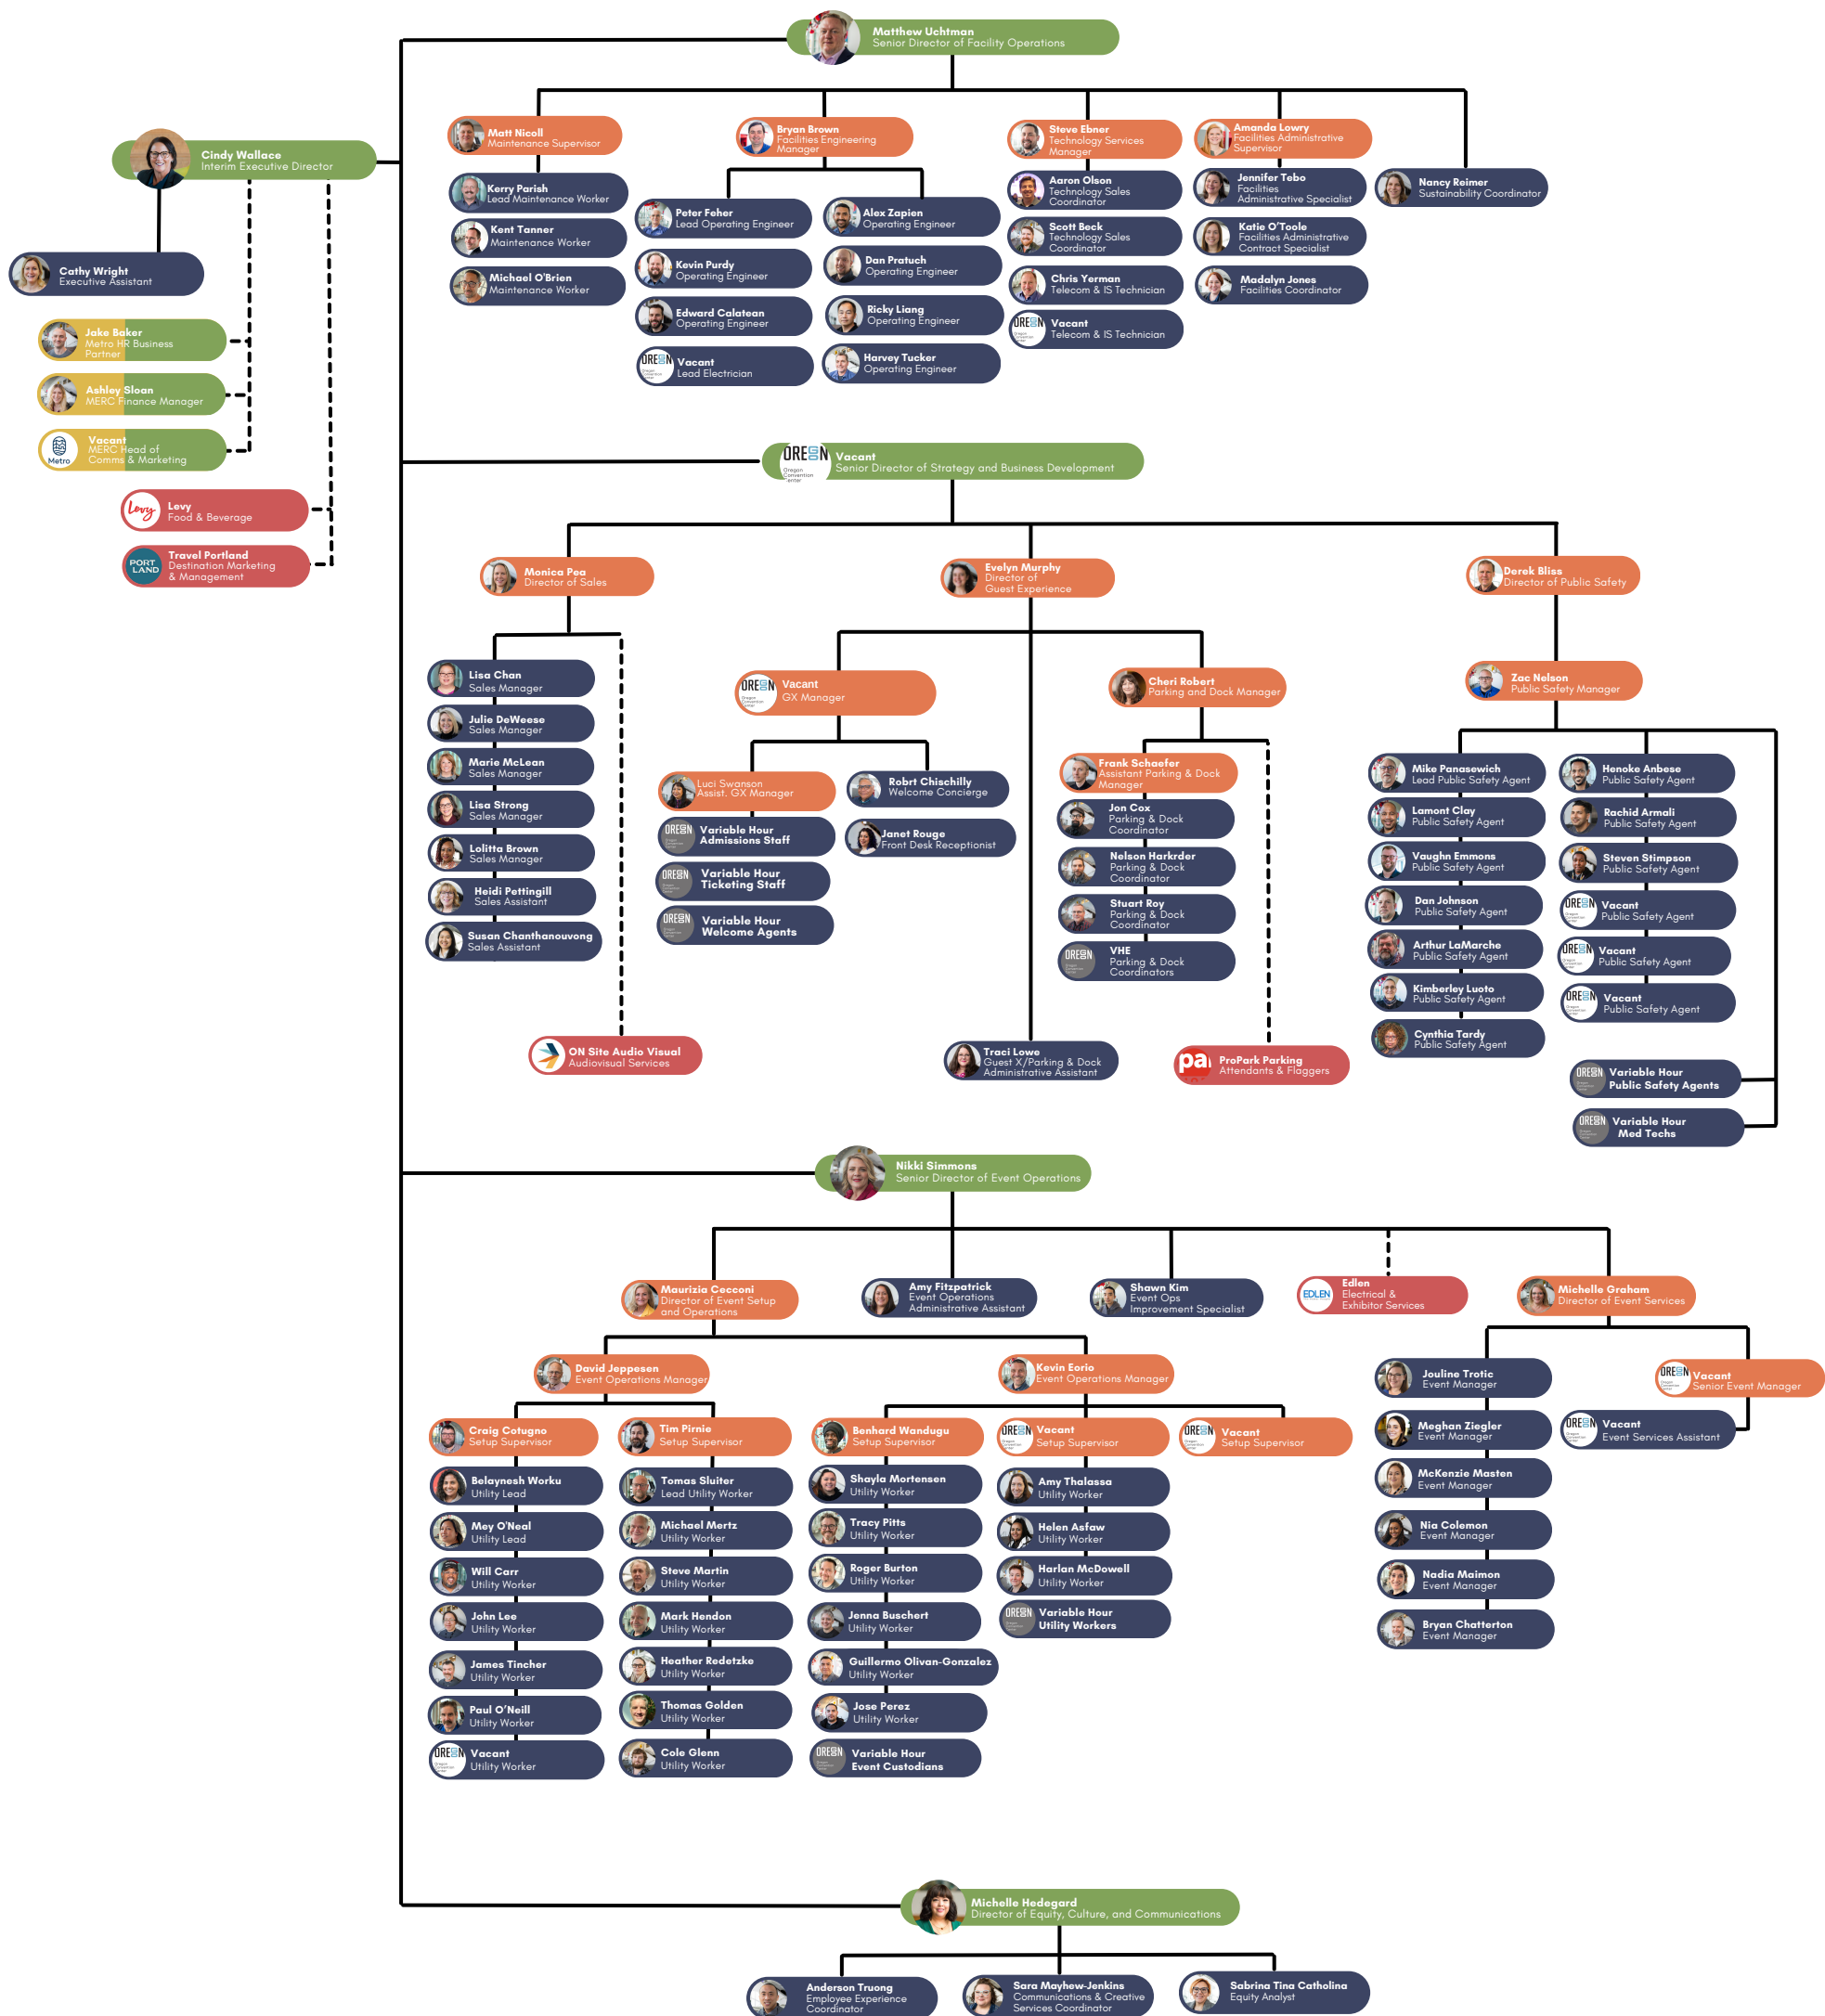 Matthew Uchtman
Senior Director of Facility Operations
Cindy Wallace
Interim Executive Director
Cathy Wright
Executive Assistant
Jake Baker
Metro HR Business
Partner
Ashley Sloan
MERC Finance Manager
Metro
Vacant
MERC Head of
Comms & Marketing
Levy
Levy
Food & Beverage
PORT
LAND
Travel Portland
Destination Marketing
& Management
Matt Nicoll
Maintenance Supervisor
Kerry Parish
Lead Maintenance Worker
Kent Tanner
Maintenance Worker
Michael O'Brien
Maintenance Worker
Bryan Brown
Facilities Engineering
Manager
Peter Feher
Lead Operating Engineer
Kevin Purdy
Operating Engineer
Edward Calatean
Operating Engineer
OREGON
Vacant
Lead Electrician
Alex Zapien
Operating Engineer
Dan Pratuch
Operating Engineer
Ricky Liang
Operating Engineer
Harvey Tucker
Operating Engineer
Steve Ebner
Technology Services
Manager
Aaron Olson
Technology Sales
Coordinator
Scott Beck
Technology Sales
Coordinator
Chris Yerman
Telecom & IS Technician
OREGON
Vacant
Telecom & IS Technician
Amanda Lowry
Facilities Administrative
Supervisor
Jennifer Tebo
Facilities
Administrative Specialist
Katie O'Toole
Facilities Administrative
Contract Specialist
Madalyn Jones
Facilities Coordinator
Nancy Reimer
Sustainability Coordinator
OREGON
Oregon
Convention
Center
Vacant
Senior Director of Strategy and Business Development
Monica Pea
Director of Sales
Lisa Chan
Sales Manager
Julie DeWeese
Sales Manager
Marie McLean
Sales Manager
Lisa Strong
Sales Manager
Lolitta Brown
Sales Manager
Heidi Pettingill
Sales Assistant
Susan Chanthanouvong
Sales Assistant
ON Site Audio Visual
Audiovisual Services
Evelyn Murphy
Director of
Guest Experience
OREGON
Vacant
GX Manager
Luci Swanson
Assist. GX Manager
OREGON
Variable Hour
Admissions Staff
OREGON
Variable Hour
Ticketing Staff
OREGON
Variable Hour
Welcome Agents
Robrt Chischilly
Welcome Concierge
Janet Rouge
Front Desk Receptionist
Traci Lowe
Guest X/Parking & Dock
Administrative Assistant
Cheri Robert
Parking and Dock Manager
Frank Schaefer
Assistant Parking & Dock
Manager
Jon Cox
Parking & Dock
Coordinator
Nelson Harkrder
Parking & Dock
Coordinator
Stuart Roy
Parking & Dock
Coordinator
OREGON
VHE
Parking & Dock
Coordinators
pa
ProPark Parking
Attendants & Flaggers
Derek Bliss
Director of Public Safety
Zac Nelson
Public Safety Manager
Mike Panasewich
Lead Public Safety Agent
Lamont Clay
Public Safety Agent
Vaughn Emmons
Public Safety Agent
Dan Johnson
Public Safety Agent
Arthur LaMarche
Public Safety Agent
Kimberley Luoto
Public Safety Agent
Cynthia Tardy
Public Safety Agent
Henoke Anbese
Public Safety Agent
Rachid Armali
Public Safety Agent
Steven Stimpson
Public Safety Agent
OREGON
Vacant
Public Safety Agent
OREGON
Vacant
Public Safety Agent
OREGON
Vacant
Public Safety Agent
OREGON
Variable Hour
Public Safety Agents
OREGON
Variable Hour
Med Techs
Nikki Simmons
Senior Director of Event Operations
Maurizia Cecconi
Director of Event Setup
and Operations
Amy Fitzpatrick
Event Operations
Administrative Assistant
Shawn Kim
Event Ops
Improvement Specialist
EDLEN
Edlen
Electrical &
Exhibitor Services
Michelle Graham
Director of Event Services
David Jeppesen
Event Operations Manager
Craig Cotugno
Setup Supervisor
Belaynesh Worku
Utility Lead
Mey O'Neal
Utility Lead
Will Carr
Utility Worker
John Lee
Utility Worker
James Tincher
Utility Worker
Paul O'Neill
Utility Worker
OREGON
Vacant
Utility Worker
Tim Pirnie
Setup Supervisor
Tomas Sluiter
Lead Utility Worker
Michael Mertz
Utility Worker
Steve Martin
Utility Worker
Mark Hendon
Utility Worker
Heather Redetzke
Utility Worker
Thomas Golden
Utility Worker
Cole Glenn
Utility Worker
Kevin Eorio
Event Operations Manager
Benhard Wandugu
Setup Supervisor
Shayla Mortensen
Utility Worker
Tracy Pitts
Utility Worker
Roger Burton
Utility Worker
Jenna Buschert
Utility Worker
Guillermo Olivan-Gonzalez
Utility Worker
Jose Perez
Utility Worker
OREGON
Variable Hour
Event Custodians
OREGON
Vacant
Setup Supervisor
Amy Thalassa
Utility Worker
Helen Asfaw
Utility Worker
Harlan McDowell
Utility Worker
OREGON
Variable Hour
Utility Workers
OREGON
Vacant
Setup Supervisor
Jouline Trotic
Event Manager
Meghan Ziegler
Event Manager
McKenzie Masten
Event Manager
Nia Colemon
Event Manager
Nadia Maimon
Event Manager
Bryan Chatterton
Event Manager
OREGON
Vacant
Senior Event Manager
OREGON
Vacant
Event Services Assistant
Michelle Hedegard
Director of Equity, Culture, and Communications
Anderson Truong
Employee Experience
Coordinator
Sara Mayhew-Jenkins
Communications & Creative
Services Coordinator
Sabrina Tina Catholina
Equity Analyst